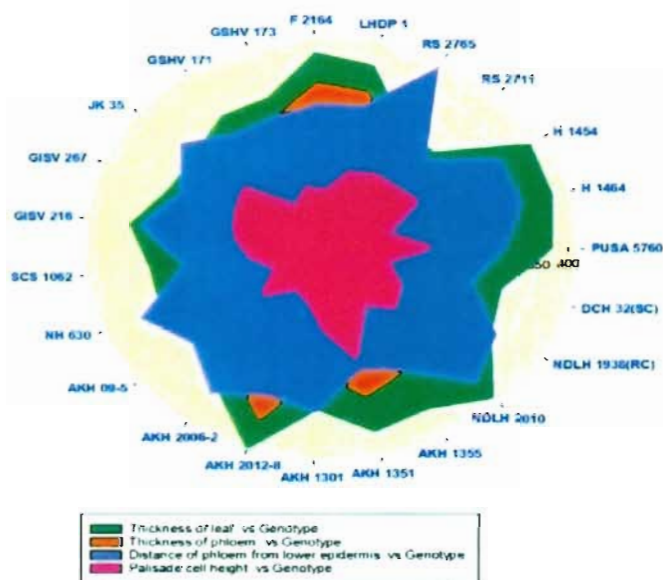 F 2164
LHDP 1
RS 2765
RS 2711
H 1454
H 1464
PUSA 5760
400
DCH 32(SC)
NDLH 1938(RC)
NDLH 2010
AKH 1355
AKH 1351
AKH 1301
AKH 2012-8
AKH 2006-2
AKH 09-5
NH 630
SCS 1062
GISV 216
GISV 267
JK 35
GSHV 171
GSHV 173
Thickness of leaf vs Genotype
Thickness of phloem vs Genotype
Distance of phloem from lower epidermis vs Genotype
Palisade cell height vs Genotype